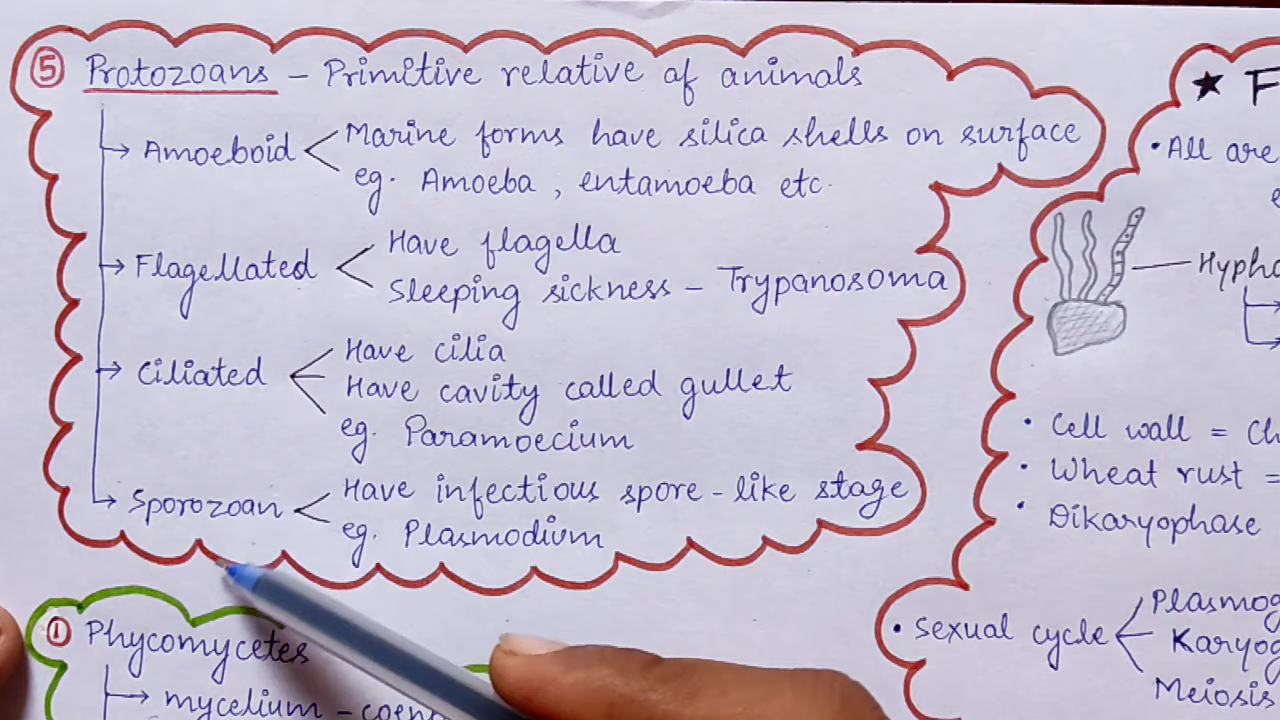 ⑤ Protozoans - Primitive relative of animals
Amoeboid
Marine forms have silica shells on surface
eg. Amoeba, entamoeba etc.
Flagellated
Have flagella
Sleeping sickness - Trypanosoma
Ciliated
Have cilia
Have cavity called gullet
eg. Paramoecium
Sporozoan
Have infectious spore-like stage
eg. Plasmodium
① Phycomycetes
mycelium -
★ F
• All are
Hypha
• Cell wall =
• Wheat rust =
• Dikaryophase
• Sexual cycle
Plasmog
Karyog
Meiosis